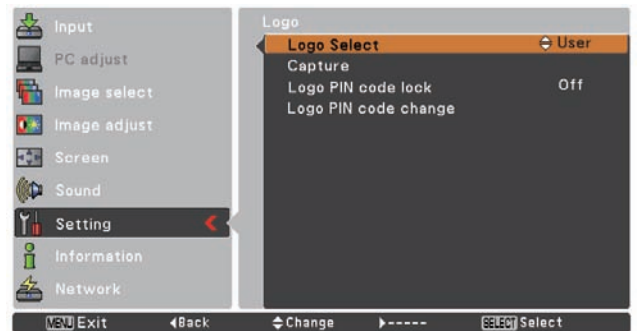 Input
PC adjust
Image select
Image adjust
Screen
Sound
Setting
Information
Network
Logo
Logo Select User
Capture
Logo PIN code lock Off
Logo PIN code change
MENU Exit Back Change ----- SELECT Select